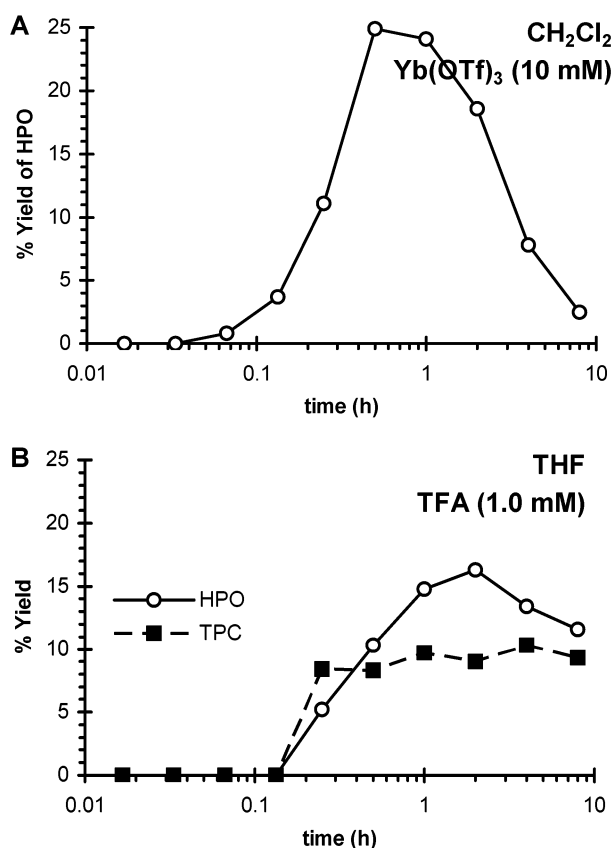 A
CH₂Cl₂
Yb(OTf)₃ (10 mM)
% Yield of HPO
25
20
15
10
5
0
0.01
0.1
1
10
time (h)
B
THF
TFA (1.0 mM)
% Yield
25
20
15
10
5
0
HPO
TPC
0.01
0.1
1
10
time (h)